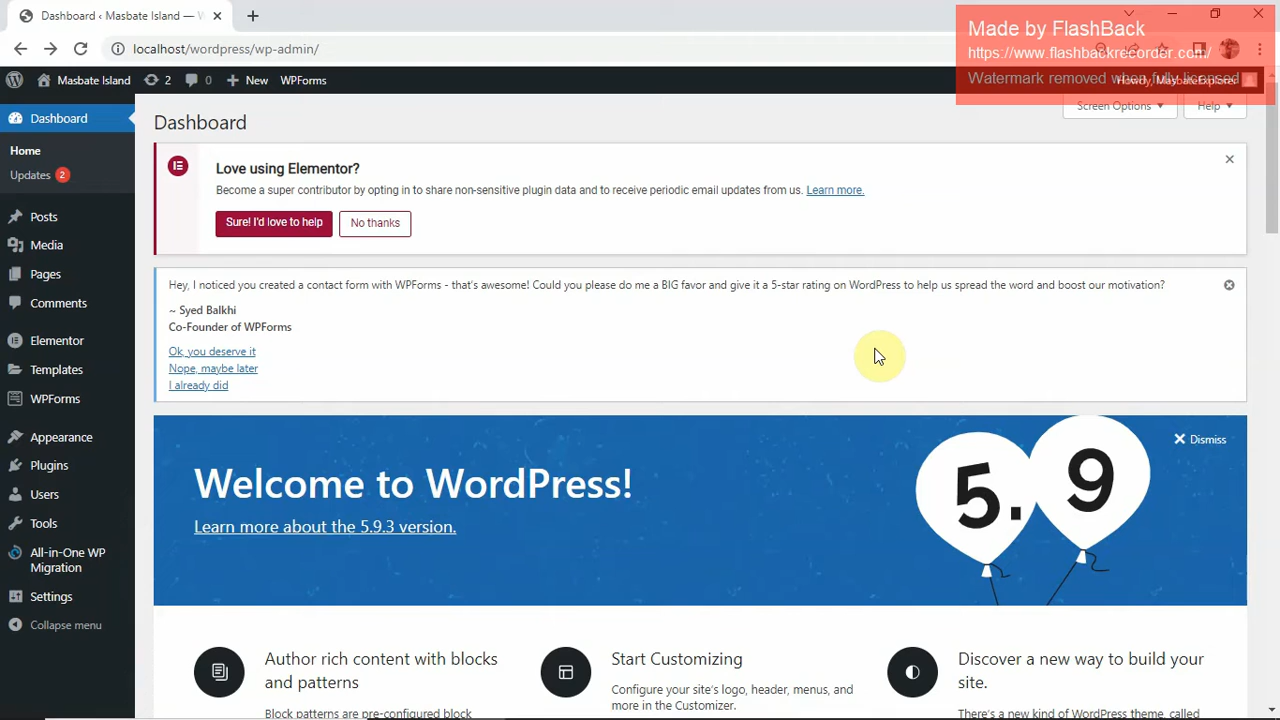 Dashboard ‹ Masbate Island —
Made by FlashBack
https://www.flashbackrecorder.com/
Watermark removed when fully licensed
localhost/wordpress/wp-admin/
Masbate Island
2
0
New
WPForms
Howdy, MasbateExplorer
Screen Options
Help
Dashboard
Home
Updates 2
Posts
Media
Pages
Comments
Elementor
Templates
WPForms
Appearance
Plugins
Users
Tools
All-in-One WP
Migration
Settings
Collapse menu
Dashboard
Love using Elementor?
Become a super contributor by opting in to share non-sensitive plugin data and to receive periodic email updates from us. Learn more.
Sure! I'd love to help
No thanks
Hey, I noticed you created a contact form with WPForms - that's awesome! Could you please do me a BIG favor and give it a 5-star rating on WordPress to help us spread the word and boost our motivation?
~ Syed Balkhi
Co-Founder of WPForms
Ok, you deserve it
Nope, maybe later
I already did
Dismiss
Welcome to WordPress!
Learn more about the 5.9.3 version.
5.9
Author rich content with blocks
and patterns
Block patterns are pre-configured block
Start Customizing
Configure your site's logo, header, menus, and
more in the Customizer.
Discover a new way to build your
site.
There's a new kind of WordPress theme, called